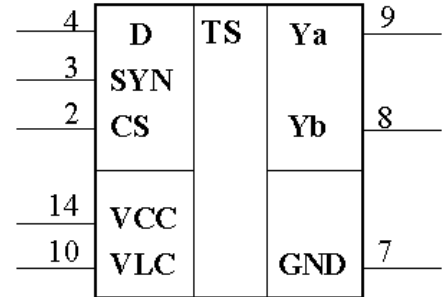 4 D TS Ya 9
3 SYN
2 CS Yb 8
14 VCC
10 VLC GND 7